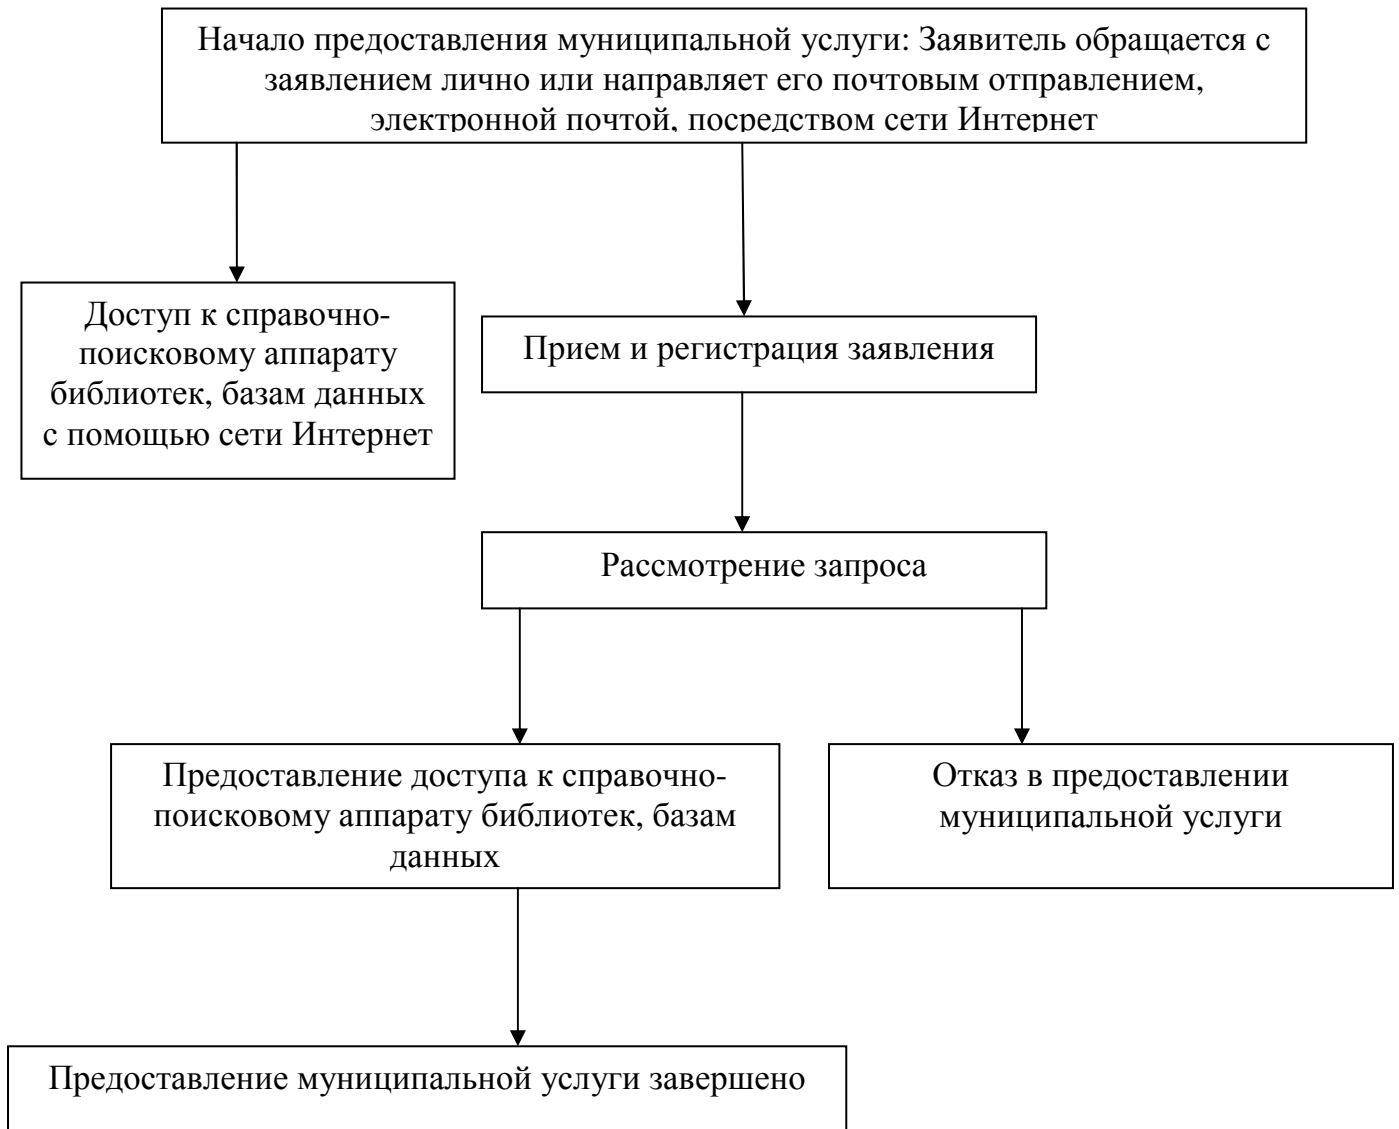 Начало предоставления муниципальной услуги: Заявитель обращается с
заявлением лично или направляет его почтовым отправлением,
электронной почтой, посредством сети Интернет
Доступ к справочно-
поисковому аппарату
библиотек, базам данных
с помощью сети Интернет
Прием и регистрация заявления
Рассмотрение запроса
Предоставление доступа к справочно-
поисковому аппарату библиотек, базам
данных
Отказ в предоставлении
муниципальной услуги
Предоставление муниципальной услуги завершено